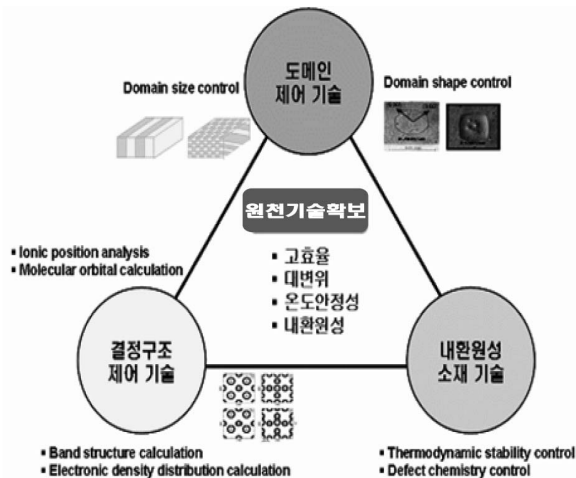 도메인
제어 기술
Domain size control
Domain shape control
원천기술확보
▪ 고효율
▪ 대변위
▪ 온도안정성
▪ 내환원성
▪ Ionic position analysis
▪ Molecular orbital calculation
결정구조
제어 기술
내환원성
소재 기술
▪ Band structure calculation
▪ Electronic density distribution calculation
▪ Thermodynamic stability control
▪ Defect chemistry control